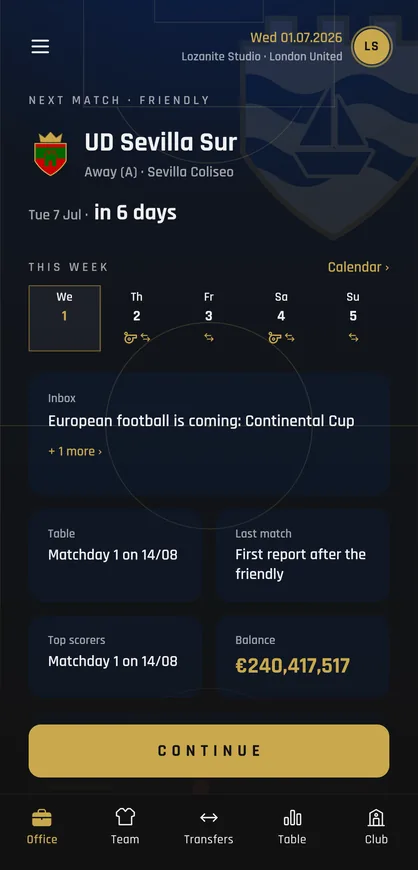 Wed 01.07.2026
LS
Lozanite Studio · London United
NEXT MATCH · FRIENDLY
UD Sevilla Sur
Away (A) · Sevilla Coliseo
Tue 7 Jul · in 6 days
THIS WEEK
Calendar ›
We Th Fr Sa Su
1 2 3 4 5
Inbox
European football is coming: Continental Cup
+ 1 more ›
Table
Matchday 1 on 14/08
Last match
First report after the
friendly
Top scorers
Matchday 1 on 14/08
Balance
€240,417,517
CONTINUE
Office Team Transfers Table Club